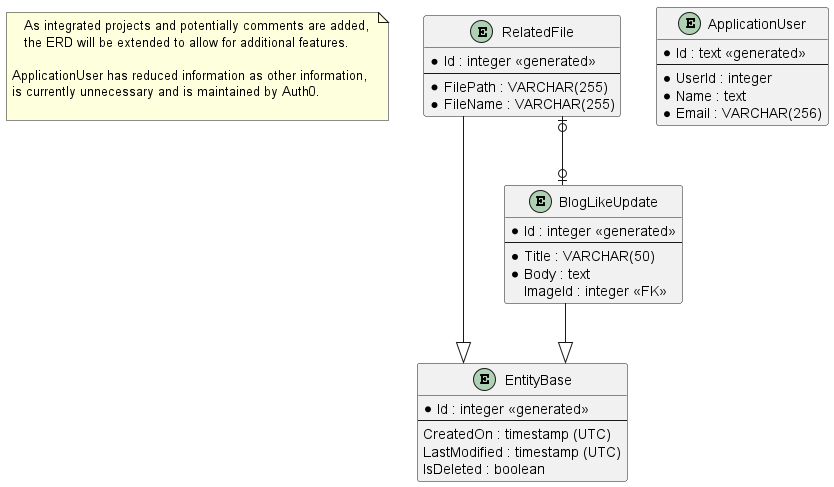 As integrated projects and potentially comments are added,
the ERD will be extended to allow for additional features.
ApplicationUser has reduced information as other information,
is currently unnecessary and is maintained by Auth0.
E RelatedFile
Id : integer «generated»
FilePath : VARCHAR(255)
FileName : VARCHAR(255)
E ApplicationUser
Id : text «generated»
UserId : integer
Name : text
Email : VARCHAR(256)
E BlogLikeUpdate
Id : integer «generated»
Title : VARCHAR(50)
Body : text
ImageId : integer «FK»
E EntityBase
Id : integer «generated»
CreatedOn : timestamp (UTC)
LastModified : timestamp (UTC)
IsDeleted : boolean